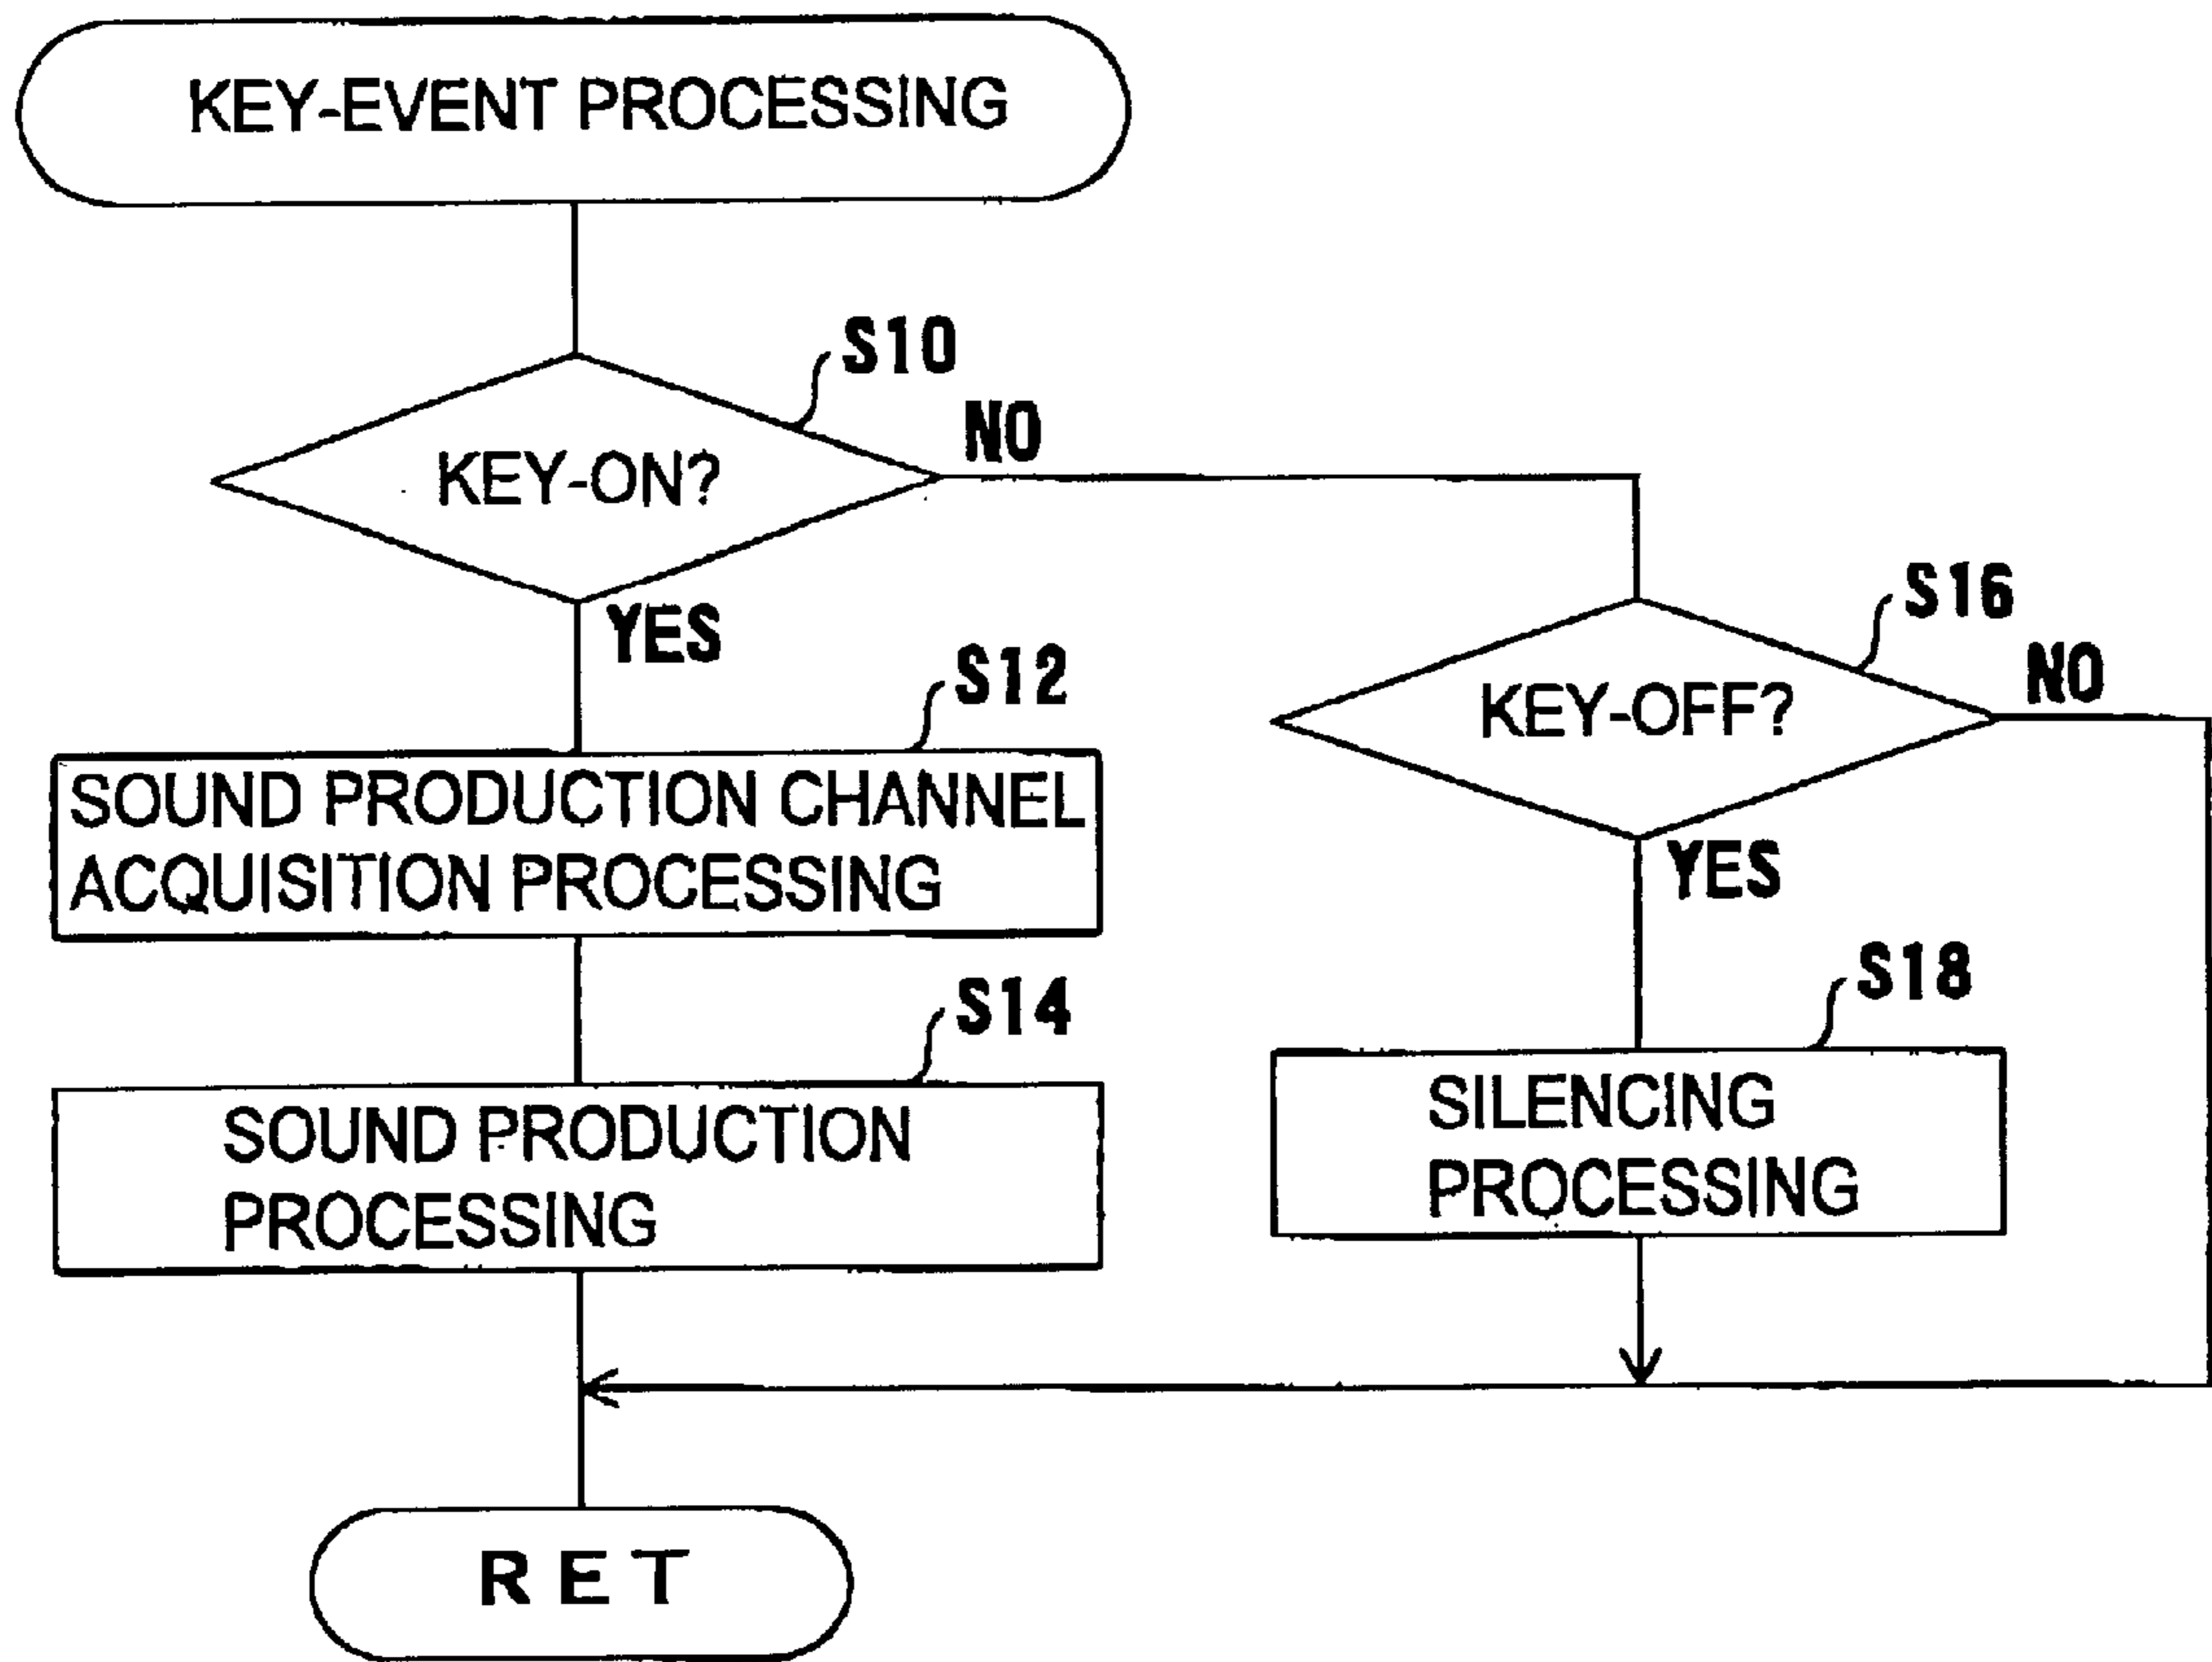 KEY-EVENT PROCESSING
S10
NO
KEY-ON?
YES
S12
SOUND PRODUCTION CHANNEL
ACQUISITION PROCESSING
S14
SOUND PRODUCTION
PROCESSING
S16
NO
KEY-OFF?
YES
S18
SILENCING
PROCESSING
RET